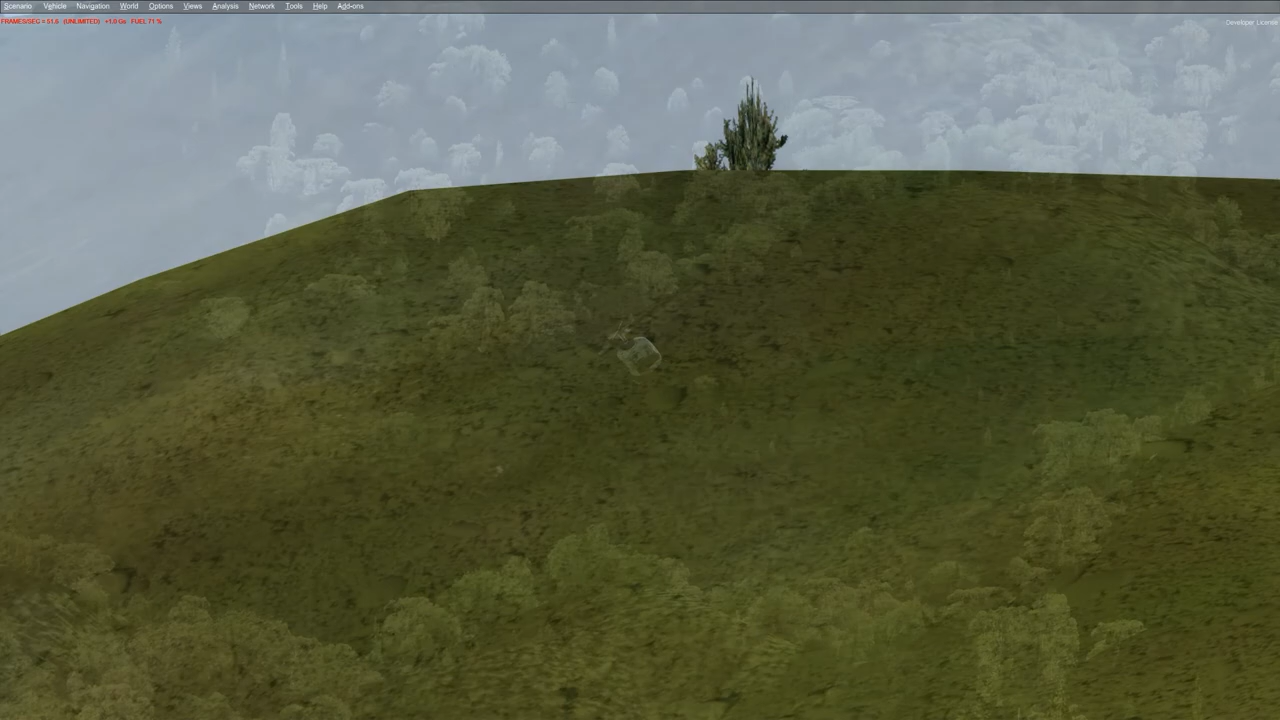 Scenario Vehicle Navigation World Options Views Analysis Network Tools Help Add-ons
FRAMES/SEC = 51.5 (UNLIMITED) +1.0 Gs FUEL 71 %
Developer License